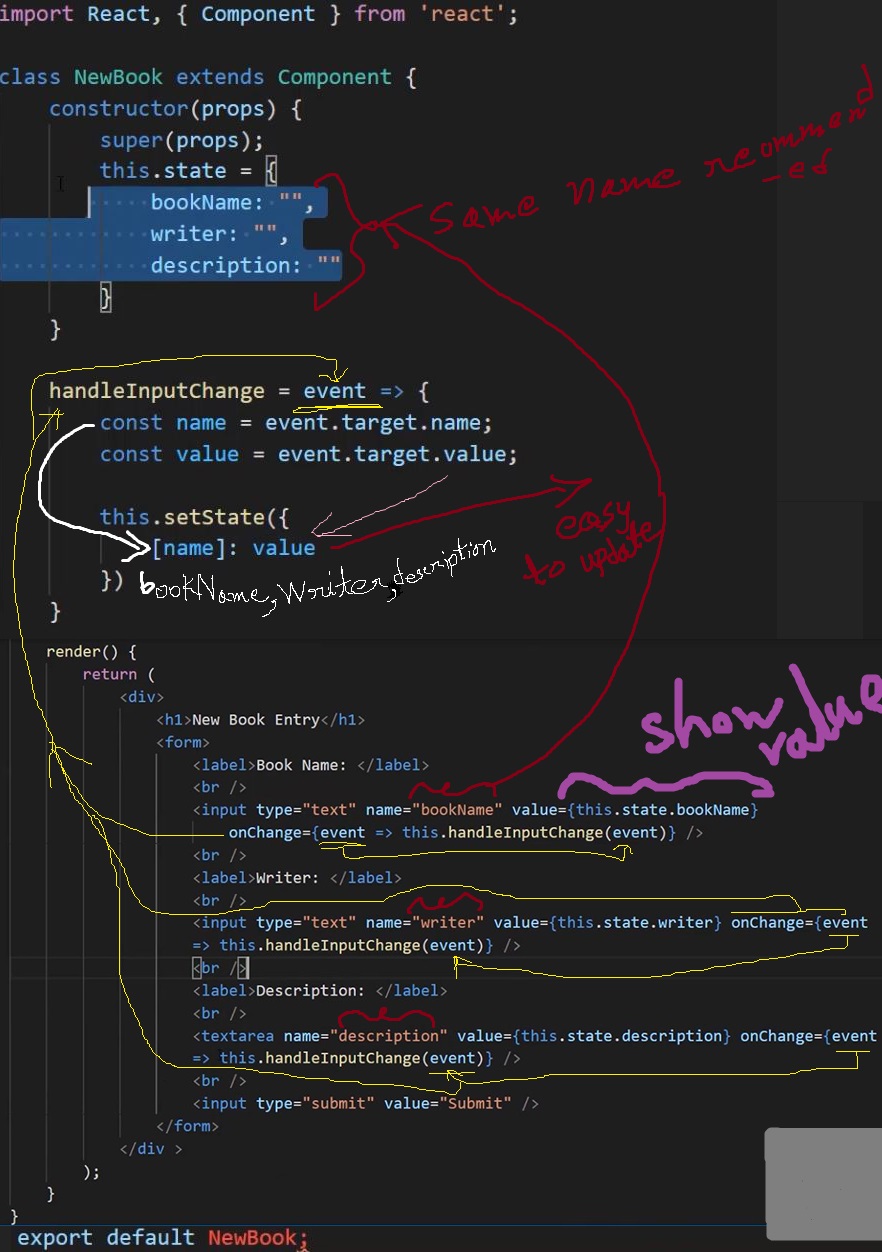 import React, { Component } from 'react';
class NewBook extends Component {
constructor(props) {
super(props);
this.state = {
bookName: "",
writer: "",
description: ""
}
}
Same name recommend
-ed
handleInputChange = event => {
const name = event.target.name;
const value = event.target.value;
this.setState({
[name]: value
})
bookName, Writer, description
}
easy
to update
render() {
return (
<div>
<h1>New Book Entry</h1>
<form>
show value
<label>Book Name: </label>
<br />
<input type="text" name="bookName" value={this.state.bookName}
onChange={event => this.handleInputChange(event)} />
<br />
<label>Writer: </label>
<br />
<input type="text" name="writer" value={this.state.writer} onChange={event
=> this.handleInputChange(event)} />
<br />
<label>Description: </label>
<br />
<textarea name="description" value={this.state.description} onChange={event
=> this.handleInputChange(event)} />
<br />
<input type="submit" value="Submit" />
</form>
</div >
);
}
}
export default NewBook;